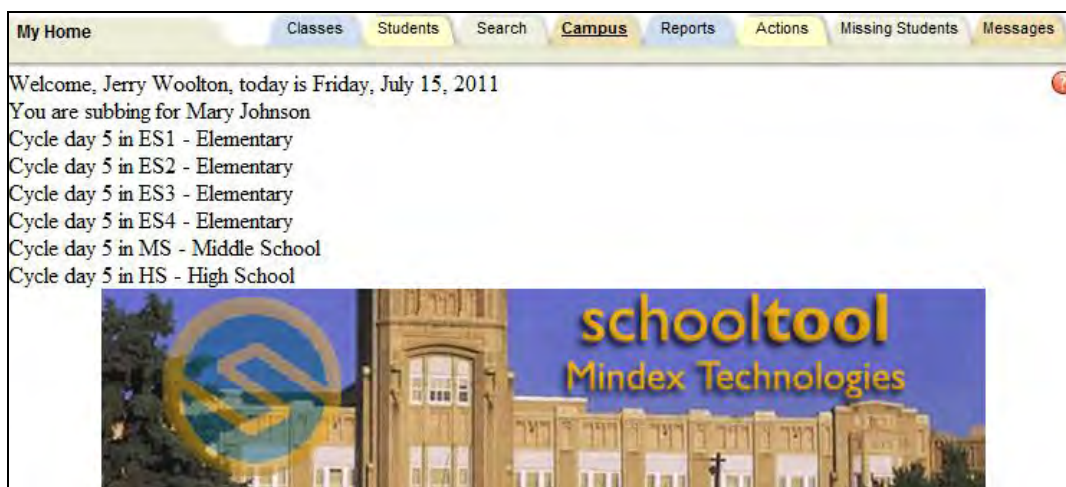 My Home Classes Students Search Campus Reports Actions Missing Students Messages
Welcome, Jerry Woolton, today is Friday, July 15, 2011
You are subbing for Mary Johnson
Cycle day 5 in ES1 - Elementary
Cycle day 5 in ES2 - Elementary
Cycle day 5 in ES3 - Elementary
Cycle day 5 in ES4 - Elementary
Cycle day 5 in MS - Middle School
Cycle day 5 in HS - High School
schooltool
Mindex Technologies